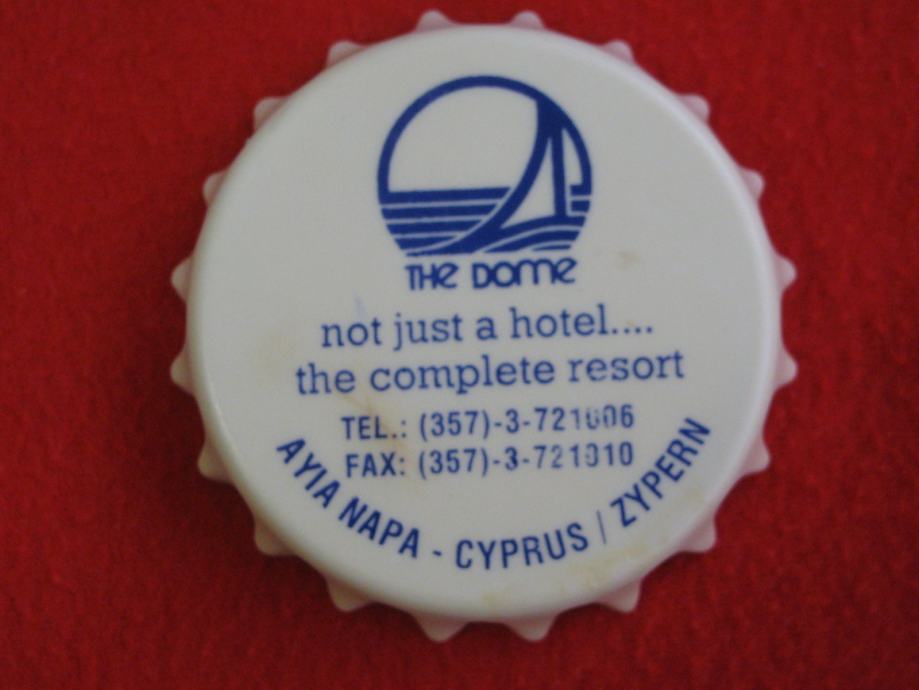 THE DOME
not just a hotel....
the complete resort
TEL.: (357)-3-721006
FAX: (357)-3-721010
AYIA NAPA - CYPRUS / ZYPERN